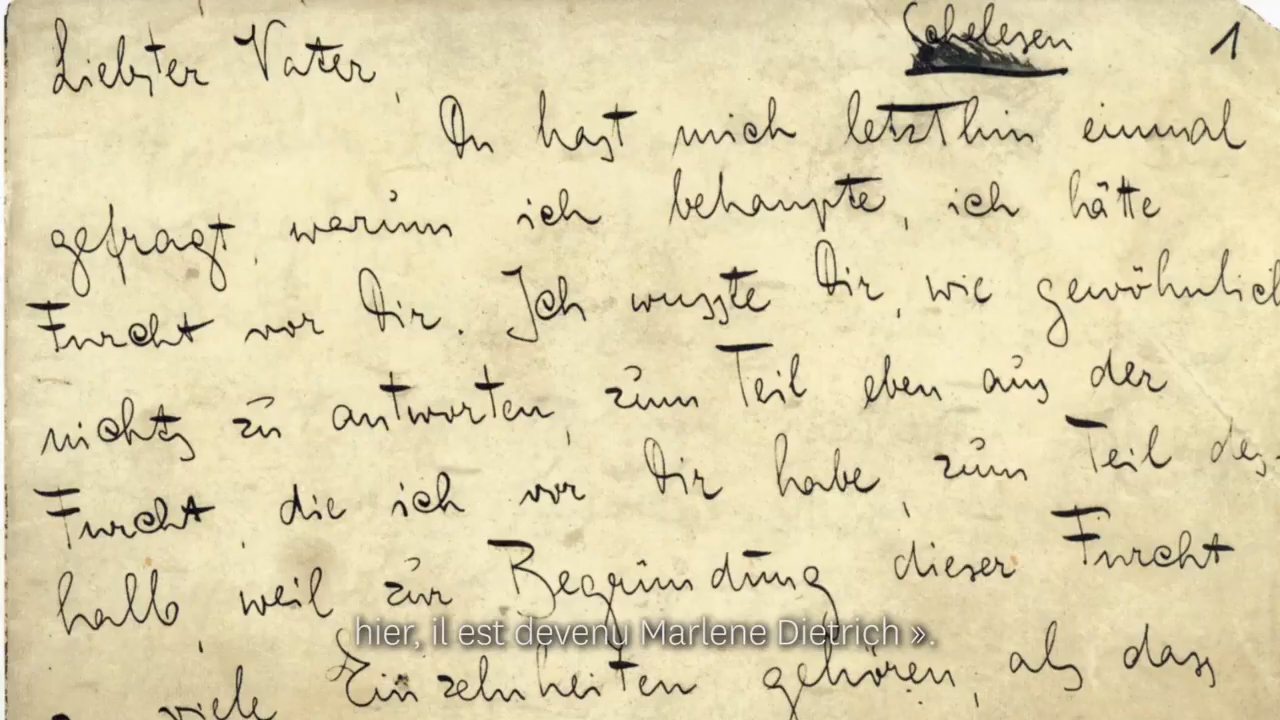 Schelesen 1
Liebster Vater,
Du hast mich letzthin einmal
gefragt, warum ich behaupte, ich hätte
Furcht vor Dir. Ich wusste Dir, wie gewöhnlich
nichts zu antworten, zum Teil eben aus der
Furcht, die ich vor Dir habe, zum Teil des-
halb, weil zur Begründung dieser Furcht
hier, il est devenu Marlene Dietrich ».
viele Einzelnheiten gehören, als dass